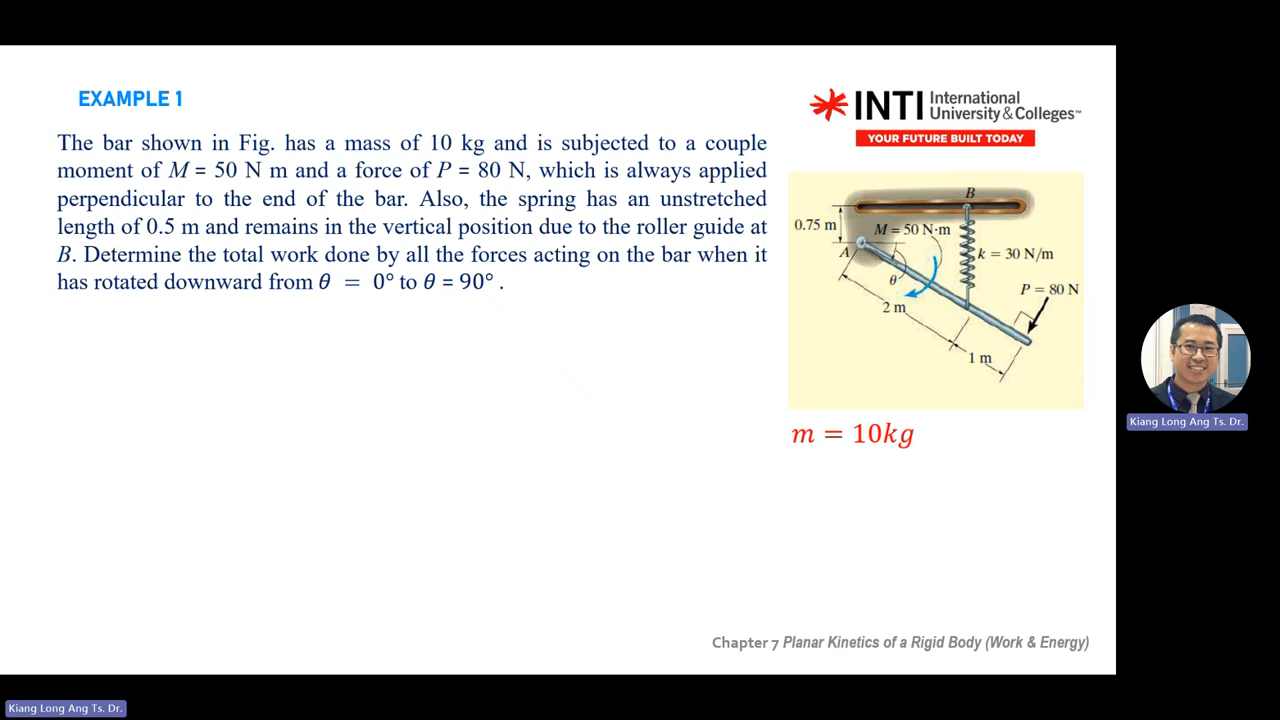 EXAMPLE 1
INTI International
University & Colleges™
YOUR FUTURE BUILT TODAY
The bar shown in Fig. has a mass of 10 kg and is subjected to a couple
moment of M = 50 N m and a force of P = 80 N, which is always applied
perpendicular to the end of the bar. Also, the spring has an unstretched
length of 0.5 m and remains in the vertical position due to the roller guide at
B. Determine the total work done by all the forces acting on the bar when it
has rotated downward from θ = 0° to θ = 90° .
B
0.75 m
M = 50 N·m
A
k = 30 N/m
θ
P = 80 N
2 m
1 m
m = 10kg
Kiang Long Ang Ts. Dr.
Chapter 7 Planar Kinetics of a Rigid Body (Work & Energy)
Kiang Long Ang Ts. Dr.